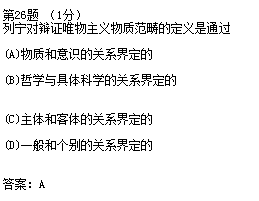 第26题 （1分）
列宁对辩证唯物主义物质范畴的定义是通过
(A)物质和意识的关系界定的
(B)哲学与具体科学的关系界定的
(C)主体和客体的关系界定的
(D)一般和个别的关系界定的
答案：A